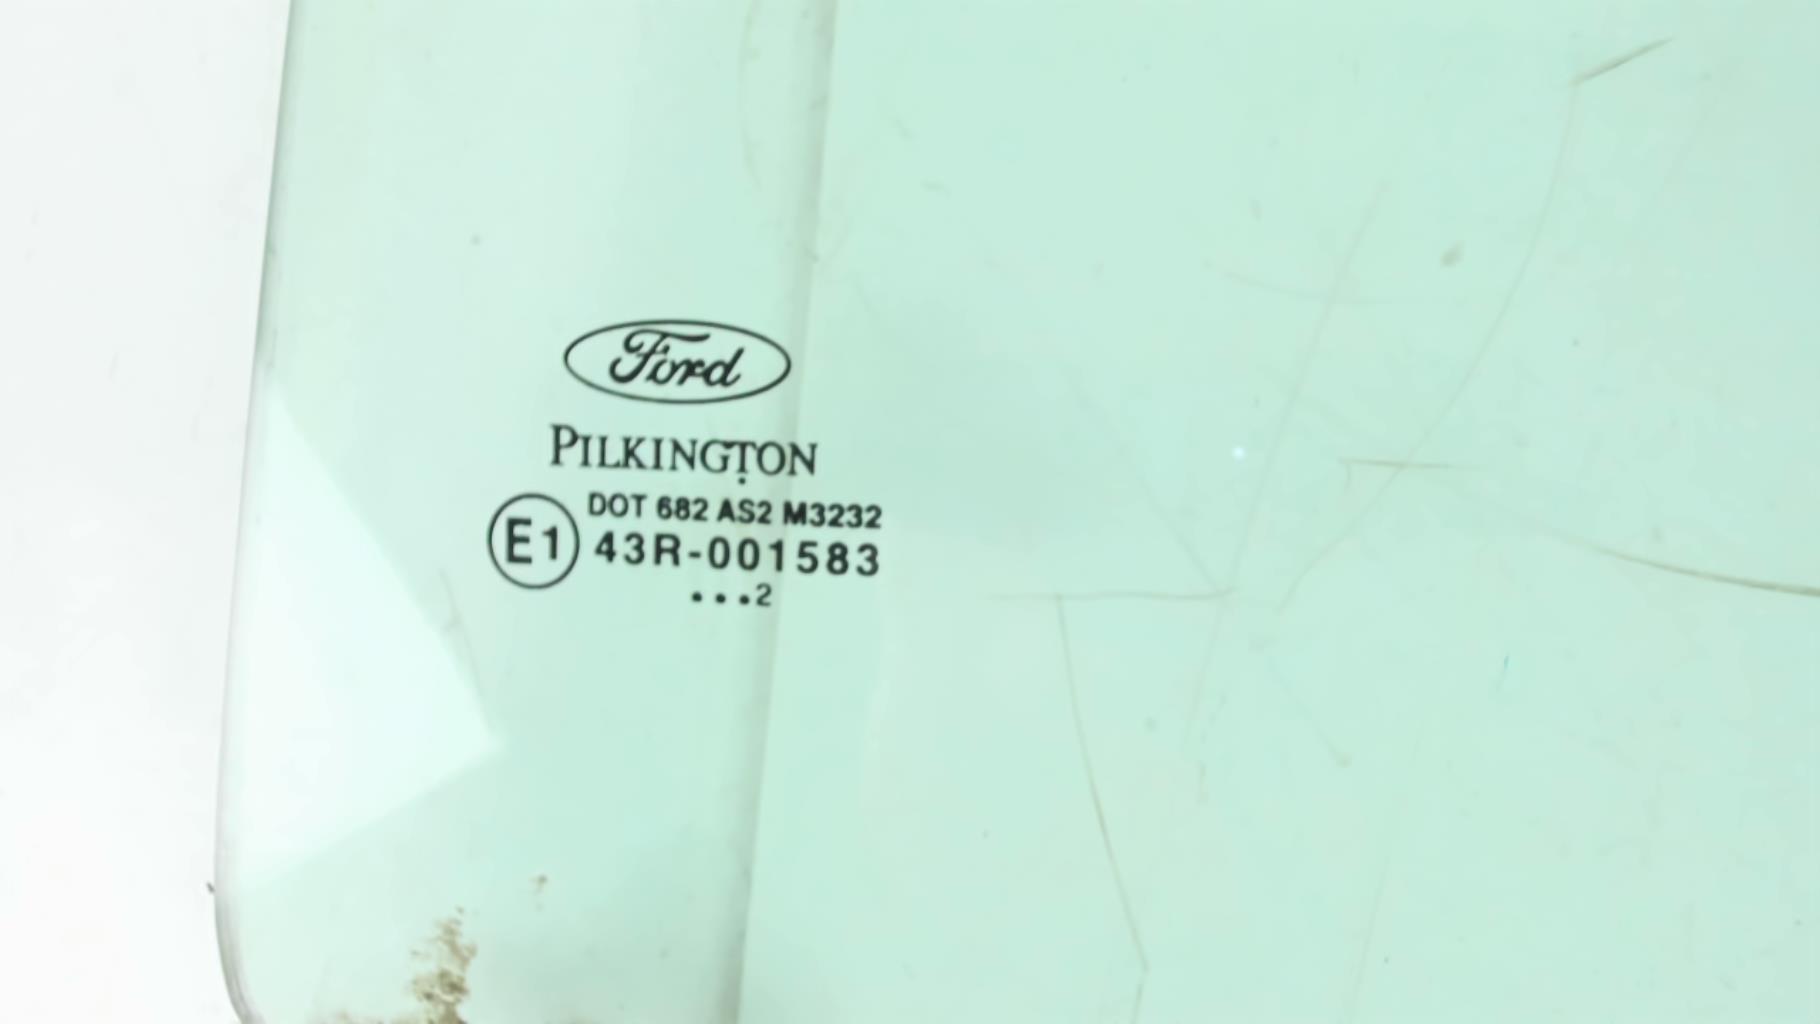 Ford
PILKINGTON
DOT 682 AS2 M3232
E1 43R-001583
...2